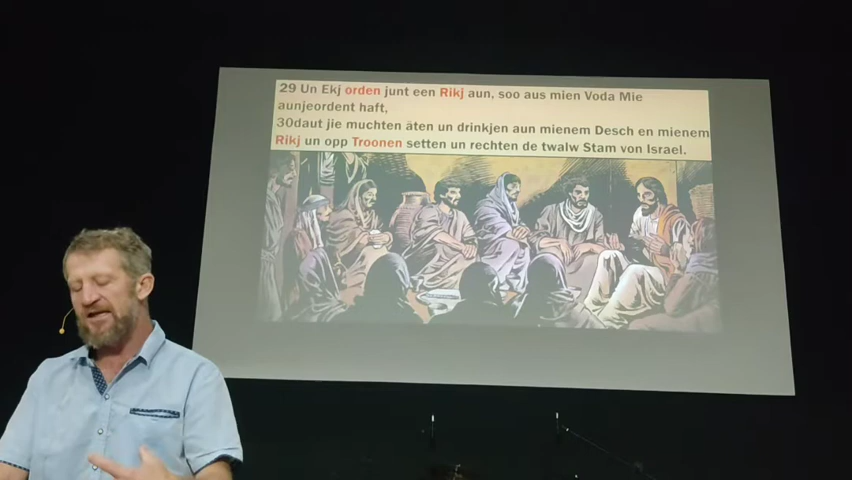 29 Un Ekj orden junt een Rikj aun, soo aus mien Voda Mie
aunjeordent haft,
30daut jie muchten äten un drinkjen aun mienem Desch en mienem
Rikj un opp Troonen setten un rechten de twalw Stam von Israel.